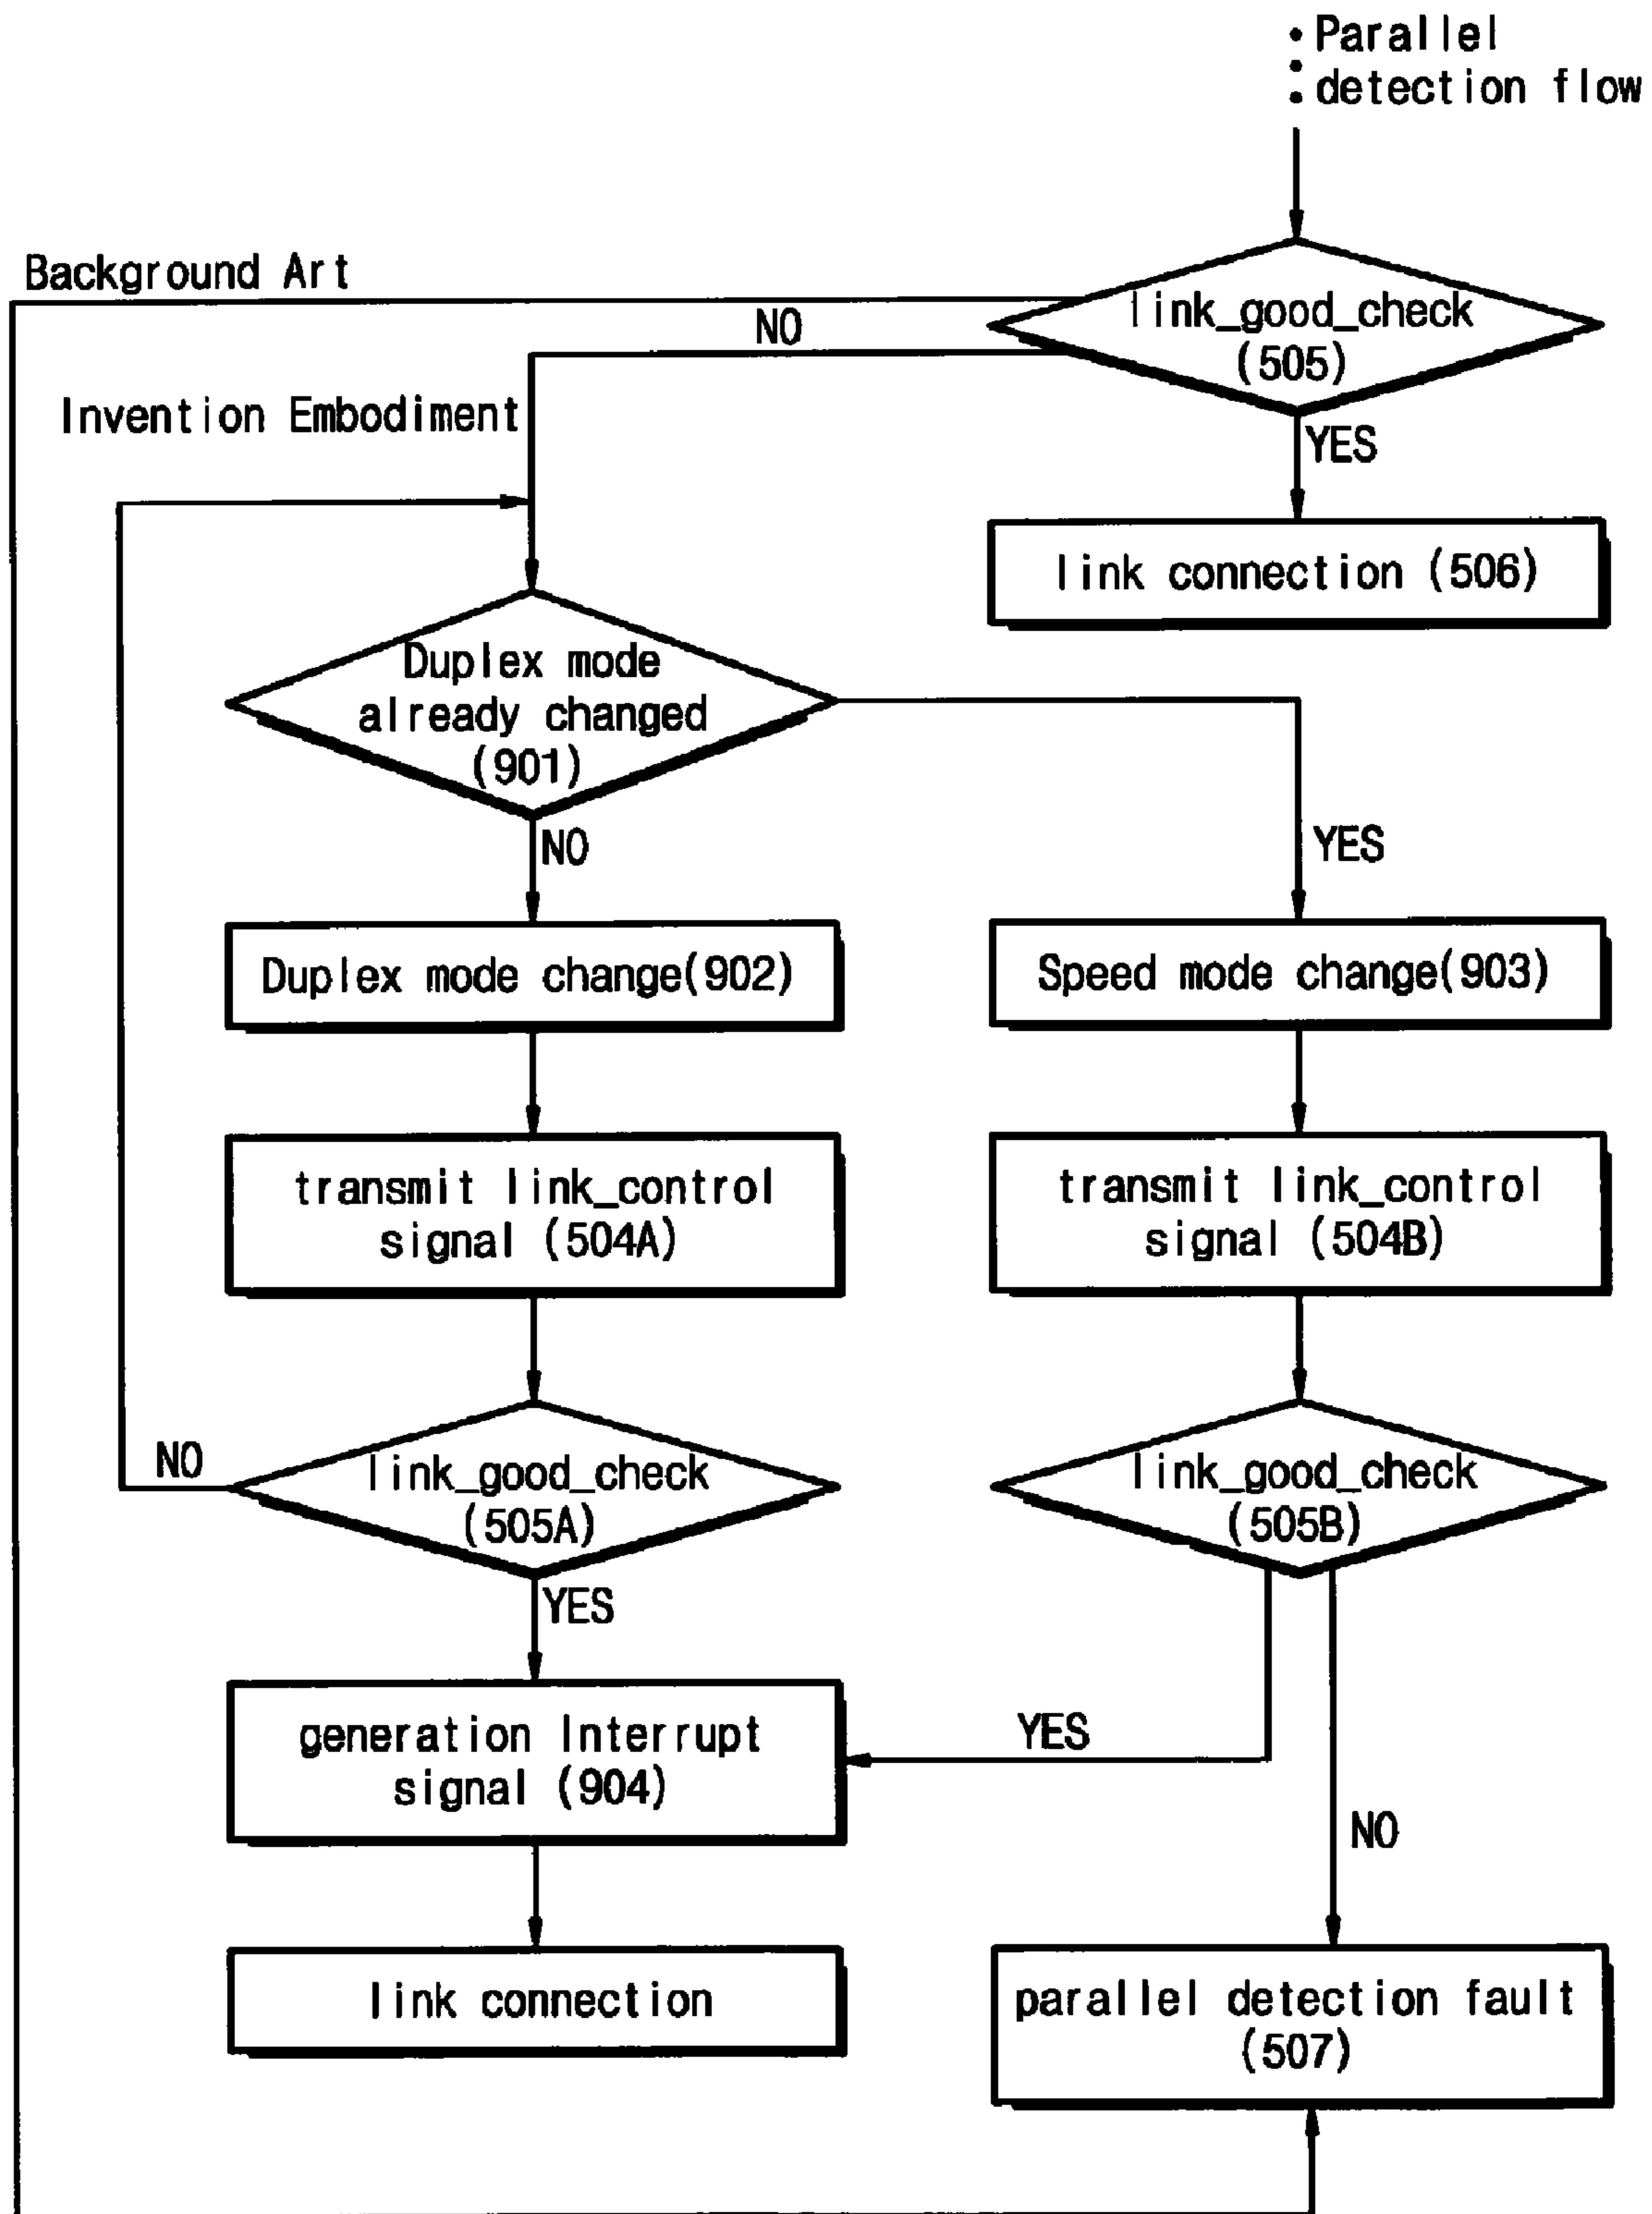 Parallel
detection flow
Background Art
link_good_check
(505)
NO
Invention Embodiment
YES
link connection (506)
Duplex mode
already changed
(901)
NO
YES
Duplex mode change(902)
Speed mode change(903)
transmit link_control
signal (504A)
transmit link_control
signal (504B)
NO
link_good_check
(505A)
link_good_check
(505B)
YES
generation Interrupt
signal (904)
YES
NO
link connection
parallel detection fault
(507)